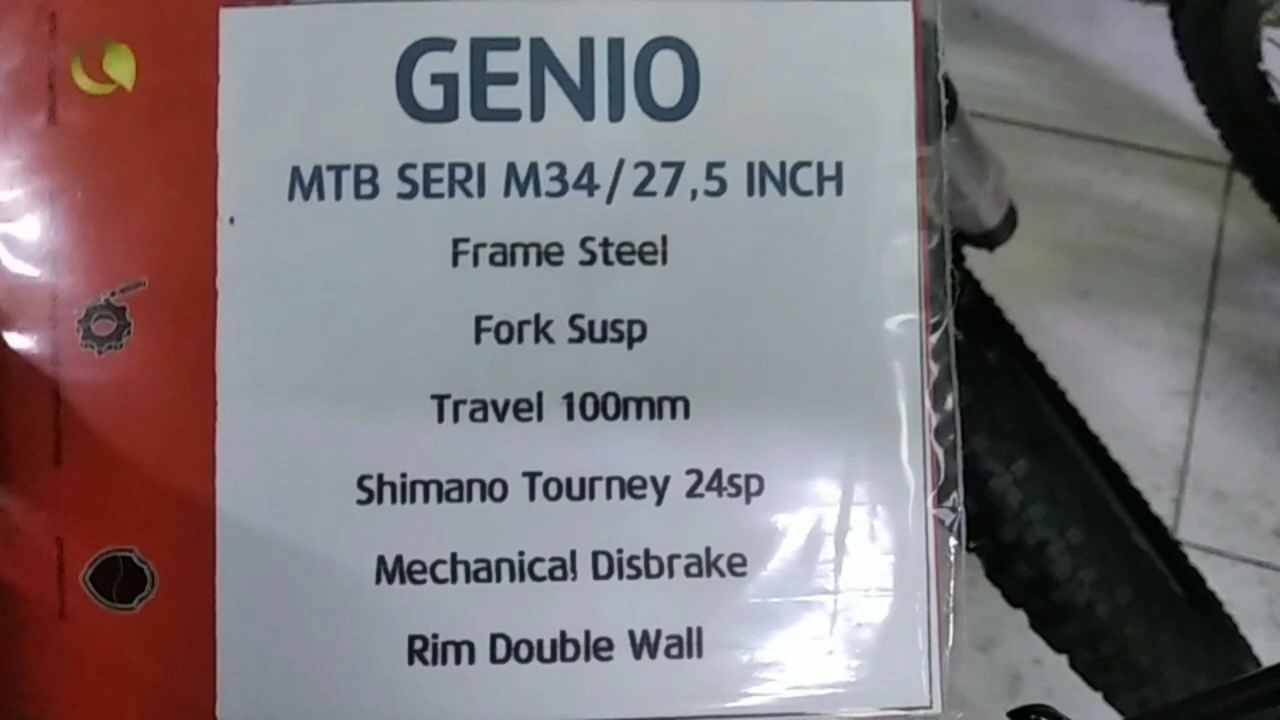 GENIO
MTB SERI M34/27,5 INCH
Frame Steel
Fork Susp
Travel 100mm
Shimano Tourney 24sp
Mechanical Disbrake
Rim Double Wall